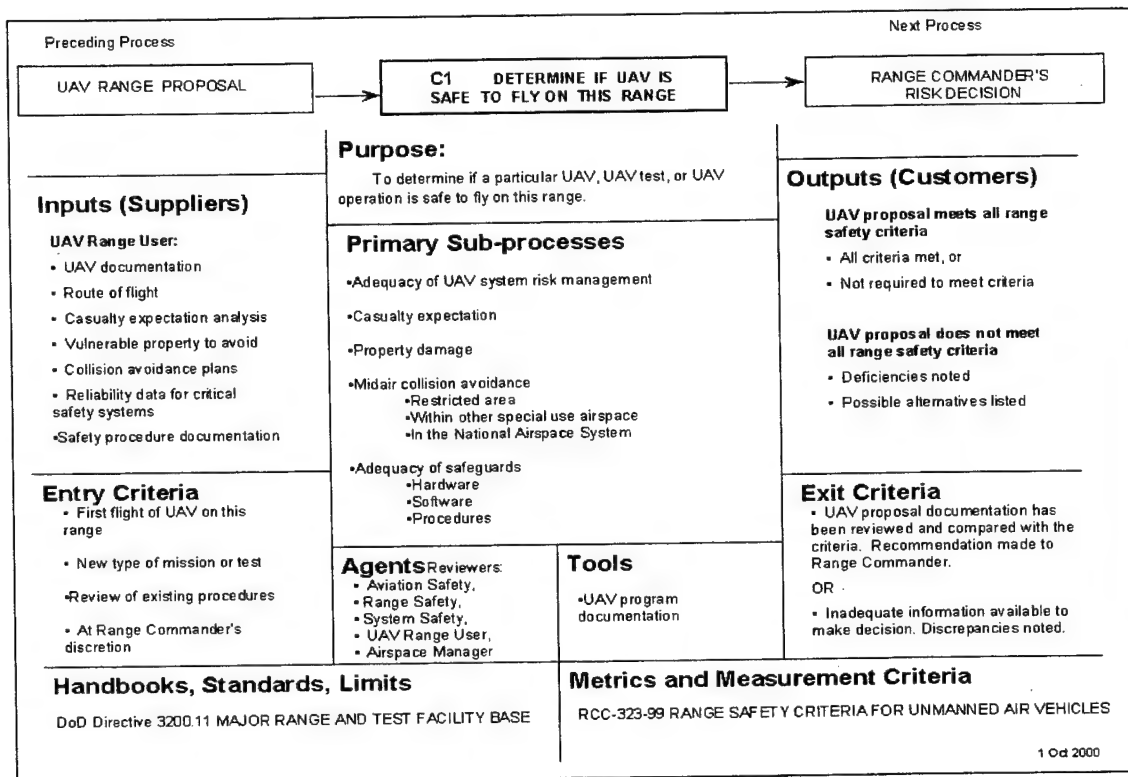 Preceding Process
Next Process
UAV RANGE PROPOSAL
C1 DETERMINE IF UAV IS
SAFE TO FLY ON THIS RANGE
RANGE COMMANDER'S
RISK DECISION
Purpose:
To determine if a particular UAV, UAV test, or UAV
operation is safe to fly on this range.
Inputs (Suppliers)
UAV Range User:
• UAV documentation
• Route of flight
• Casualty expectation analysis
• Vulnerable property to avoid
• Collision avoidance plans
• Reliability data for critical
safety systems
•Safety procedure documentation
Primary Sub-processes
•Adequacy of UAV system risk management
•Casualty expectation
•Property damage
•Midair collision avoidance
•Restricted area
•Within other special use airspace
•In the National Airspace System
•Adequacy of safeguards
•Hardware
•Software
•Procedures
Outputs (Customers)
UAV proposal meets all range
safety criteria
• All criteria met, or
• Not required to meet criteria
UAV proposal does not meet
all range safety criteria
• Deficiencies noted
• Possible alternatives listed
Entry Criteria
• First flight of UAV on this
range
• New type of mission or test
•Review of existing procedures
• At Range Commander's
discretion
Agents Reviewers:
• Aviation Safety,
• Range Safety,
• System Safety,
• UAV Range User,
• Airspace Manager
Tools
•UAV program
documentation
Exit Criteria
• UAV proposal documentation has
been reviewed and compared with the
criteria. Recommendation made to
Range Commander.
OR
• Inadequate information available to
make decision. Discrepancies noted.
Handbooks, Standards, Limits
DoD Directive 3200.11 MAJOR RANGE AND TEST FACILITY BASE
Metrics and Measurement Criteria
RCC-323-99 RANGE SAFETY CRITERIA FOR UNMANNED AIR VEHICLES
1 Oct 2000